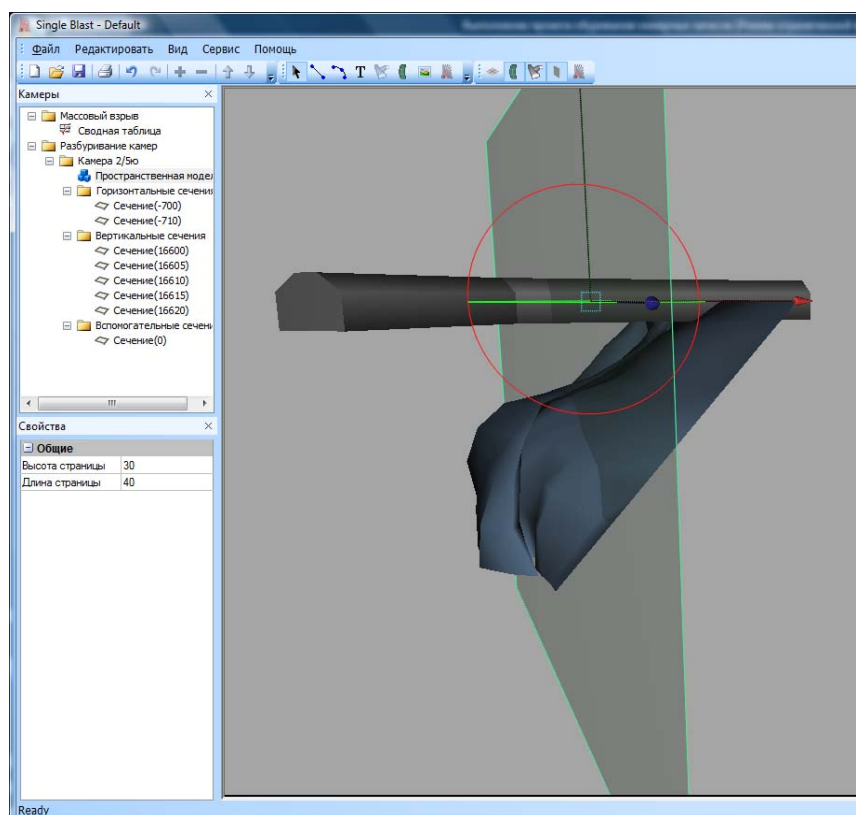 Single Blast - Default
Файл Редактировать Вид Сервис Помощь
T
Камеры
Массовый взрыв
Сводная таблица
Разбуривание камер
Камера 2/5ю
Пространственная модел
Горизонтальные сечения
Сечение(-700)
Сечение(-710)
Вертикальные сечения
Сечение(16600)
Сечение(16605)
Сечение(16610)
Сечение(16615)
Сечение(16620)
Вспомогательные сечени
Сечение(0)
Свойства
Общие
Высота страницы 30
Длина страницы 40
Ready